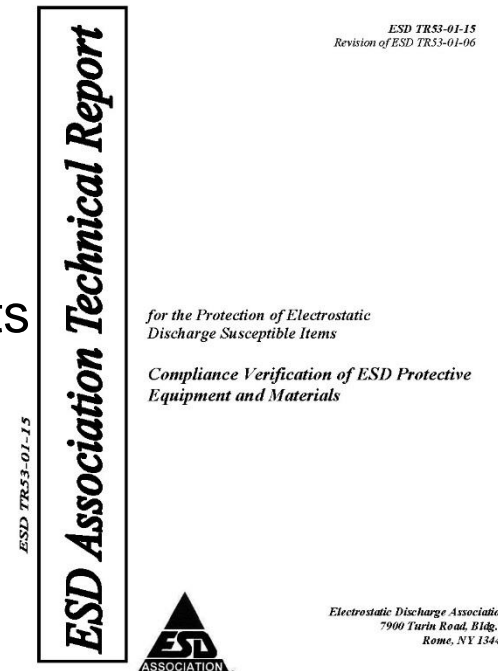 ESD TR53-01-15
Revision of ESD TR53-01-06
ESD Association Technical Report
ts
for the Protection of Electrostatic
Discharge Susceptible Items
Compliance Verification of ESD Protective
Equipment and Materials
ESD TR53-01-15
Electrostatic Discharge Associatio
7900 Turin Road, Bldg.
Rome, NY 1344
ESD
ASSOCIATION